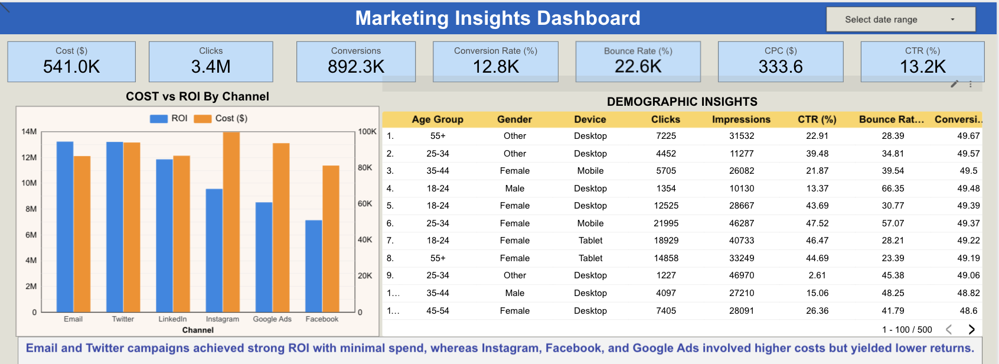 Marketing Insights Dashboard
Select date range
Cost ($)
541.0K
Clicks
3.4M
Conversions
892.3K
Conversion Rate (%)
12.8K
Bounce Rate (%)
22.6K
CPC ($)
333.6
CTR (%)
13.2K
COST vs ROI By Channel
ROI Cost ($)
14M
12M
10M
8M
6M
4M
2M
0
100K
80K
60K
40K
20K
0
Email Twitter LinkedIn Instagram Google Ads Facebook
Channel
DEMOGRAPHIC INSIGHTS
Age Group Gender Device Clicks Impressions CTR (%) Bounce Rat... Conversi..
1. 55+ Other Desktop 7225 31532 22.91 28.39 49.67
2. 25-34 Other Desktop 4452 11277 39.48 34.81 49.57
3. 35-44 Female Mobile 5705 26082 21.87 39.54 49.5
4. 18-24 Male Desktop 1354 10130 13.37 66.35 49.48
5. 18-24 Female Desktop 12525 28667 43.69 30.77 49.39
6. 25-34 Female Mobile 21995 46287 47.52 57.07 49.37
7. 18-24 Female Tablet 18929 40733 46.47 28.21 49.22
8. 55+ Female Tablet 14858 33249 44.69 23.39 49.19
9. 25-34 Other Desktop 1227 46970 2.61 45.38 49.06
1... 35-44 Male Desktop 4097 27210 15.06 48.25 48.82
1... 45-54 Female Desktop 7405 28091 26.36 41.79 48.6
1 - 100 / 500
Email and Twitter campaigns achieved strong ROI with minimal spend, whereas Instagram, Facebook, and Google Ads involved higher costs but yielded lower returns.